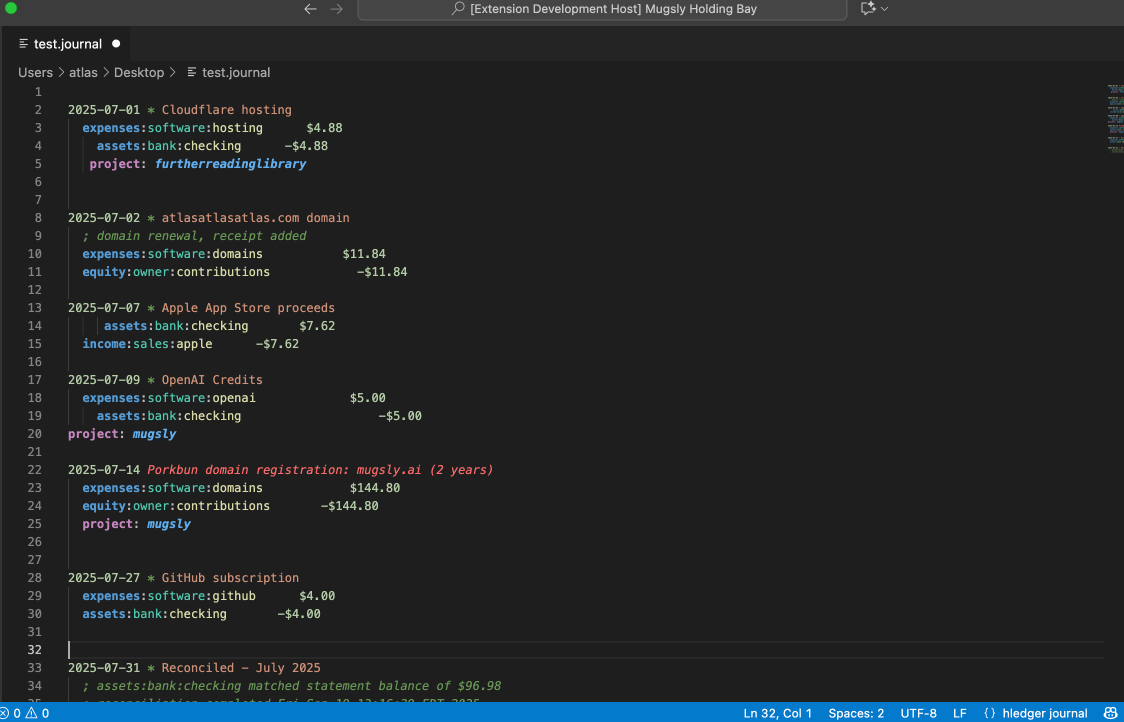 [Extension Development Host] Mugsly Holding Bay
test.journal
Users > atlas > Desktop > test.journal
1
2 2025-07-01 * Cloudflare hosting
3 expenses:software:hosting $4.88
4 assets:bank:checking -$4.88
5 project: furtherreadinglibrary
6
7
8 2025-07-02 * atlasatlasatlas.com domain
9 ; domain renewal, receipt added
10 expenses:software:domains $11.84
11 equity:owner:contributions -$11.84
12
13 2025-07-07 * Apple App Store proceeds
14 assets:bank:checking $7.62
15 income:sales:apple -$7.62
16
17 2025-07-09 * OpenAI Credits
18 expenses:software:openai $5.00
19 assets:bank:checking -$5.00
20 project: mugsly
21
22 2025-07-14 Porkbun domain registration: mugsly.ai (2 years)
23 expenses:software:domains $144.80
24 equity:owner:contributions -$144.80
25 project: mugsly
26
27
28 2025-07-27 * GitHub subscription
29 expenses:software:github $4.00
30 assets:bank:checking -$4.00
31
32
33 2025-07-31 * Reconciled - July 2025
34 ; assets:bank:checking matched statement balance of $96.98
0 0 Ln 32, Col 1 Spaces: 2 UTF-8 LF {} hledger journal